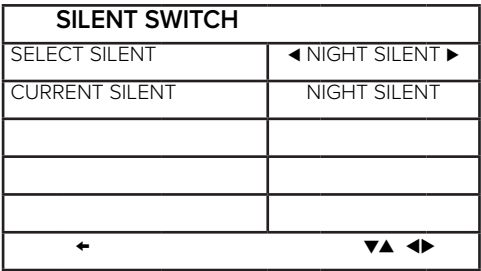 SILENT SWITCH
SELECT SILENT ◀ NIGHT SILENT ▶
CURRENT SILENT NIGHT SILENT
← ▼▲ ◀▶